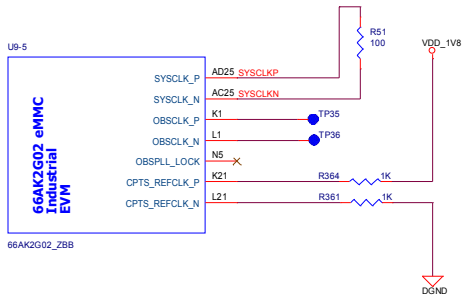 U9-5
R51
100
VDD_1V8
SYSCLK_P AD25 SYSCLKP
SYSCLK_N AC25 SYSCLKN
OBSCLK_P K1 TP35
OBSCLK_N L1 TP36
OBSPLL_LOCK N5
CPTS_REFCLK_P K21 R364 1K
CPTS_REFCLK_N L21 R361 1K
66AK2G02 eMMC
Industrial
EVM
66AK2G02_ZBB
DGND